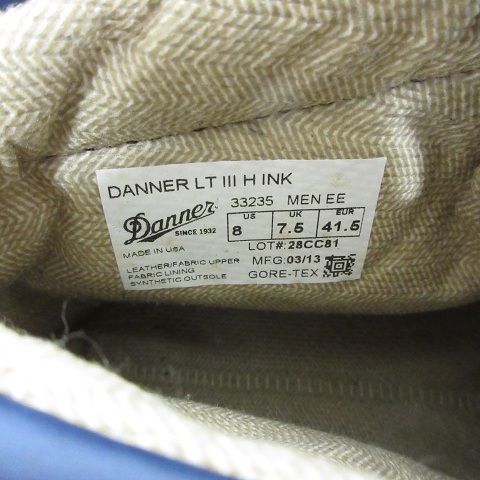 DANNER LT III H INK
33235 MEN EE
Danner
SINCE 1932
MADE IN USA
US UK EUR
8 7.5 41.5
LOT#:28CC81
LEATHER/FABRIC UPPER
FABRIC LINING
SYNTHETIC OUTSOLE
MFG:03/13
GORE-TEX